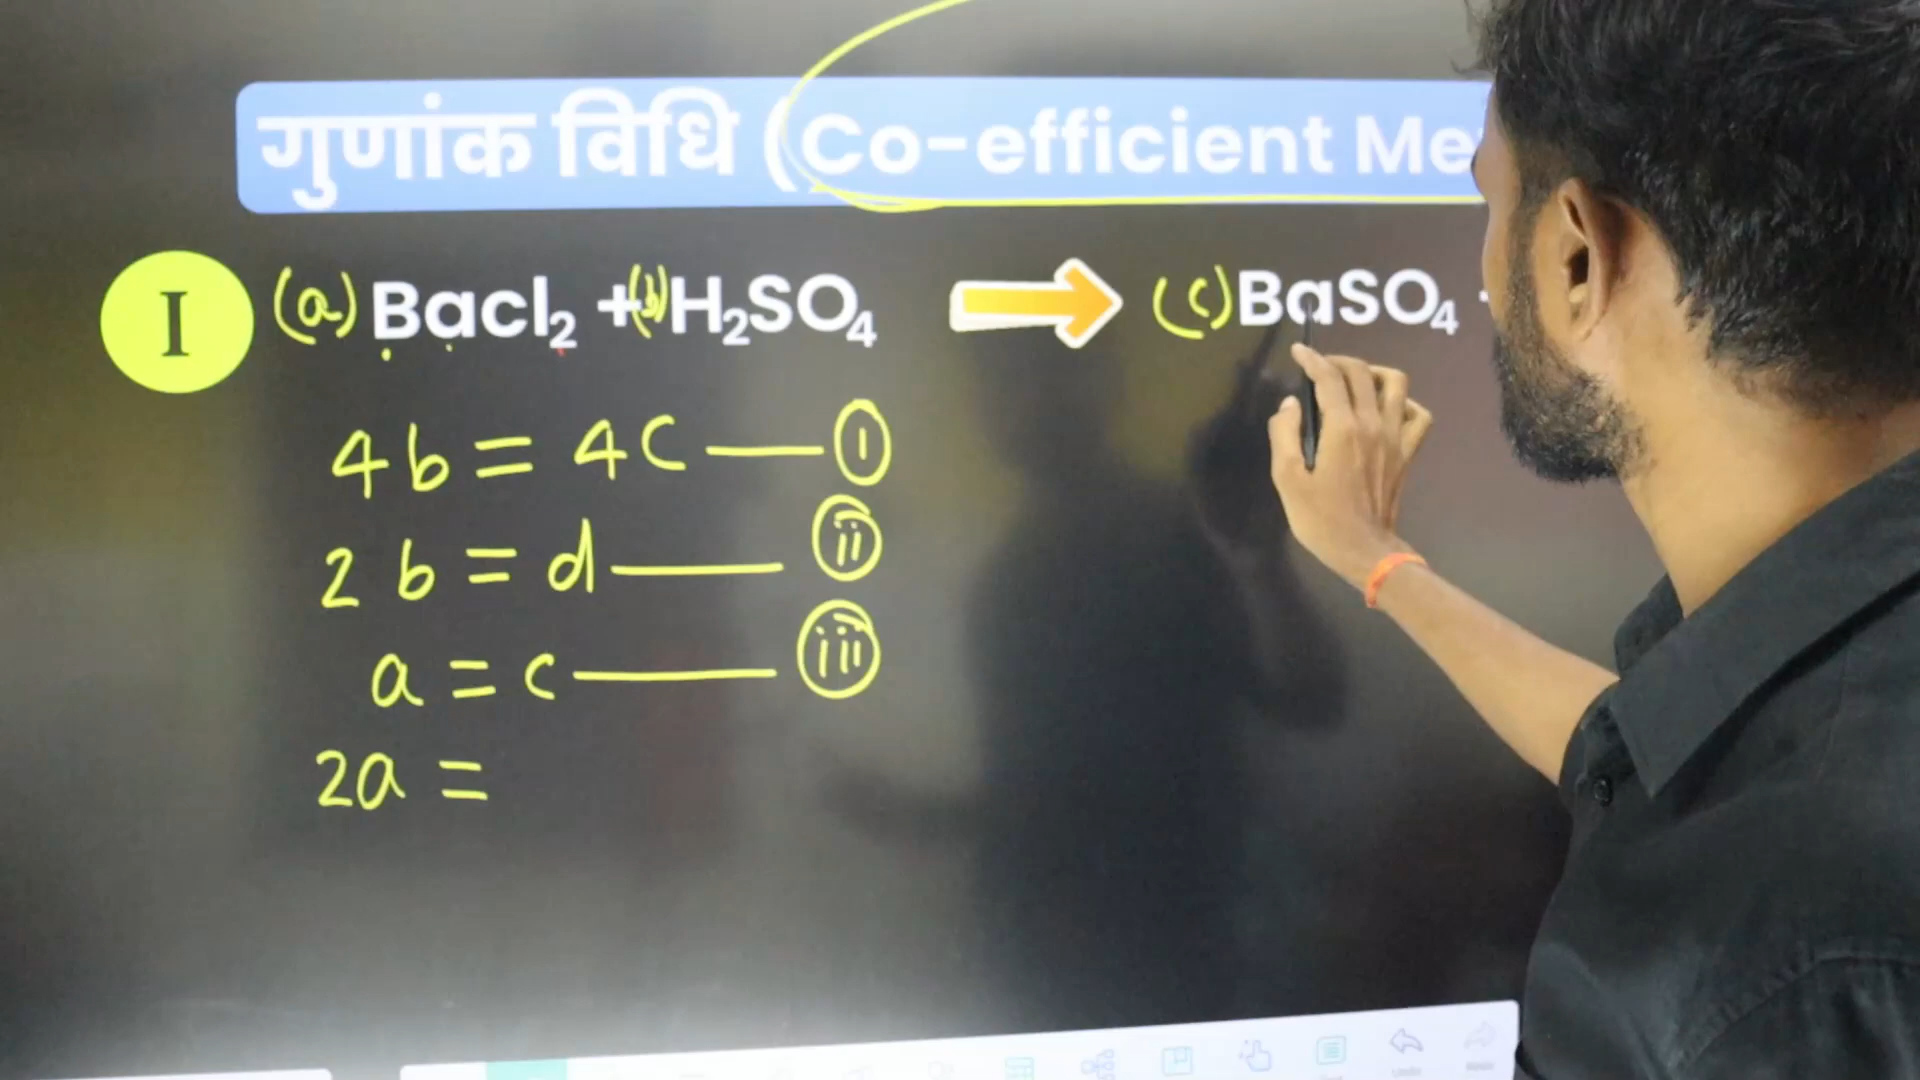 गुणांक विधि (Co-efficient Me
I (a) Bacl₂ + (b) H₂SO₄ → (c) BaSO₄
4b = 4c — (i)
2b = d — (ii)
a = c — (iii)
2a =